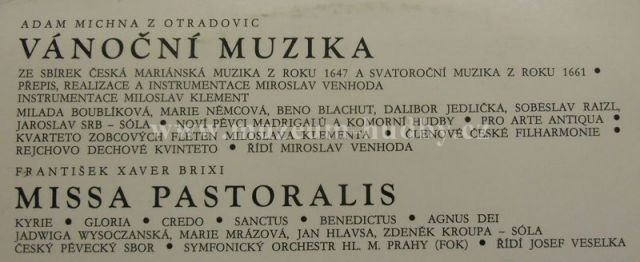 ADAM MICHNA Z OTRADOVIC
VÁNOČNÍ MUZIKA
ZE SBÍREK ČESKÁ MARIÁNSKÁ MUZIKA Z ROKU 1647 A SVATOROČNÍ MUZIKA Z ROKU 1661 •
PŘEPIS, REALIZACE A INSTRUMENTACE MIROSLAV VENHODA
INSTRUMENTACE MILOSLAV KLEMENT
MILADA BOUBLÍKOVÁ, MARIE NĚMCOVÁ, BENO BLACHUT, DALIBOR JEDLIČKA, SOBĚSLAV RAIZL,
JAROSLAV SRB – SÓLA • NOVÍ PĚVCI MADRIGALŮ A KOMORNÍ HUDBY • PRO ARTE ANTIQUA •
KVARTETO ZOBCOVÝCH FLÉTEN MILOSLAVA KLEMENTA • ČLENOVÉ ČESKÉ FILHARMONIE •
REJCHOVO DECHOVÉ KVINTETO • ŘÍDÍ MIROSLAV VENHODA
FRANTIŠEK XAVER BRIXI
MISSA PASTORALIS
KYRIE • GLORIA • CREDO • SANCTUS • BENEDICTUS • AGNUS DEI
JADWIGA WYSOCZANSKÁ, MARIE MRÁZOVÁ, JAN HLAVSA, ZDENĚK KROUPA – SÓLA
ČESKÝ PĚVECKÝ SBOR • SYMFONICKÝ ORCHESTR HL. M. PRAHY (FOK) • ŘÍDÍ JOSEF VESELKA